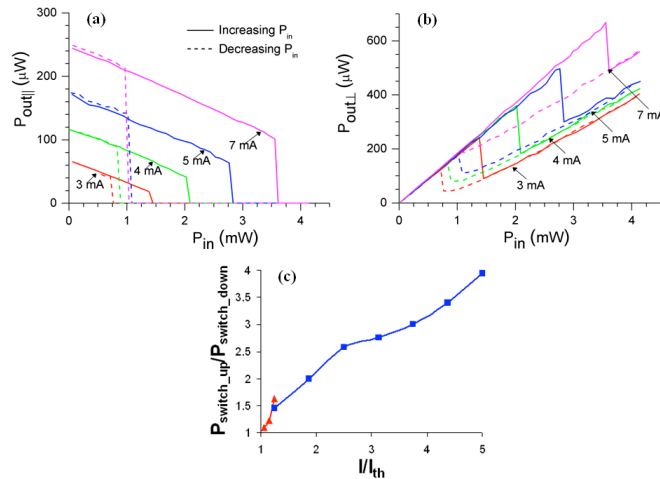 (a)
Increasing P_in
Decreasing P_in
P_out|| (µW)
300
200
100
0
7 mA
5 mA
4 mA
3 mA
0 1 2 3 4
P_in (mW)
(b)
P_out⊥ (µW)
600
400
200
0
7 mA
5 mA
4 mA
3 mA
0 1 2 3 4
P_in (mW)
(c)
P_switch_up/P_switch_down
4
3.5
3
2.5
2
1.5
1
1 2 3 4 5
I/I_th